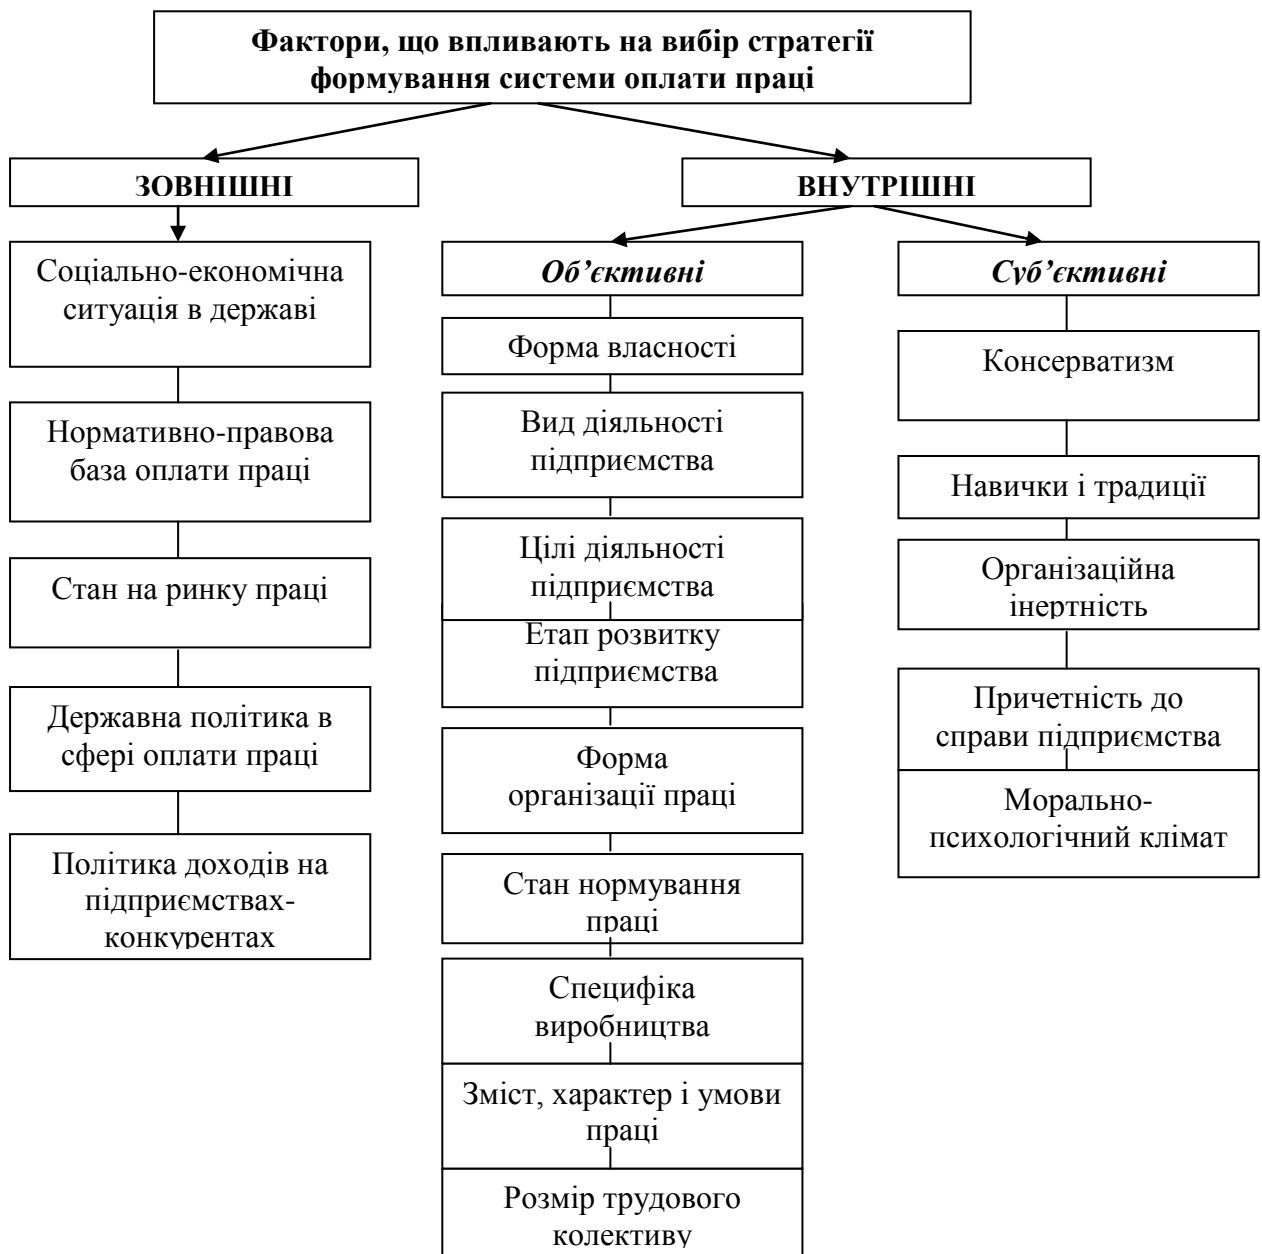 Фактори, що впливають на вибір стратегії
формування системи оплати праці
ЗОВНІШНІ
ВНУТРІШНІ
Соціально-економічна
ситуація в державі
Нормативно-правова
база оплати праці
Стан на ринку праці
Державна політика в
сфері оплати праці
Політика доходів на
підприємствах-
конкурентах
Об’єктивні
Форма власності
Вид діяльності
підприємства
Цілі діяльності
підприємства
Етап розвитку
підприємства
Форма
організації праці
Стан нормування
праці
Специфіка
виробництва
Зміст, характер і умови
праці
Розмір трудового
колективу
Суб’єктивні
Консерватизм
Навички і традиції
Організаційна
інертність
Причетність до
справи підприємства
Морально-
психологічний клімат